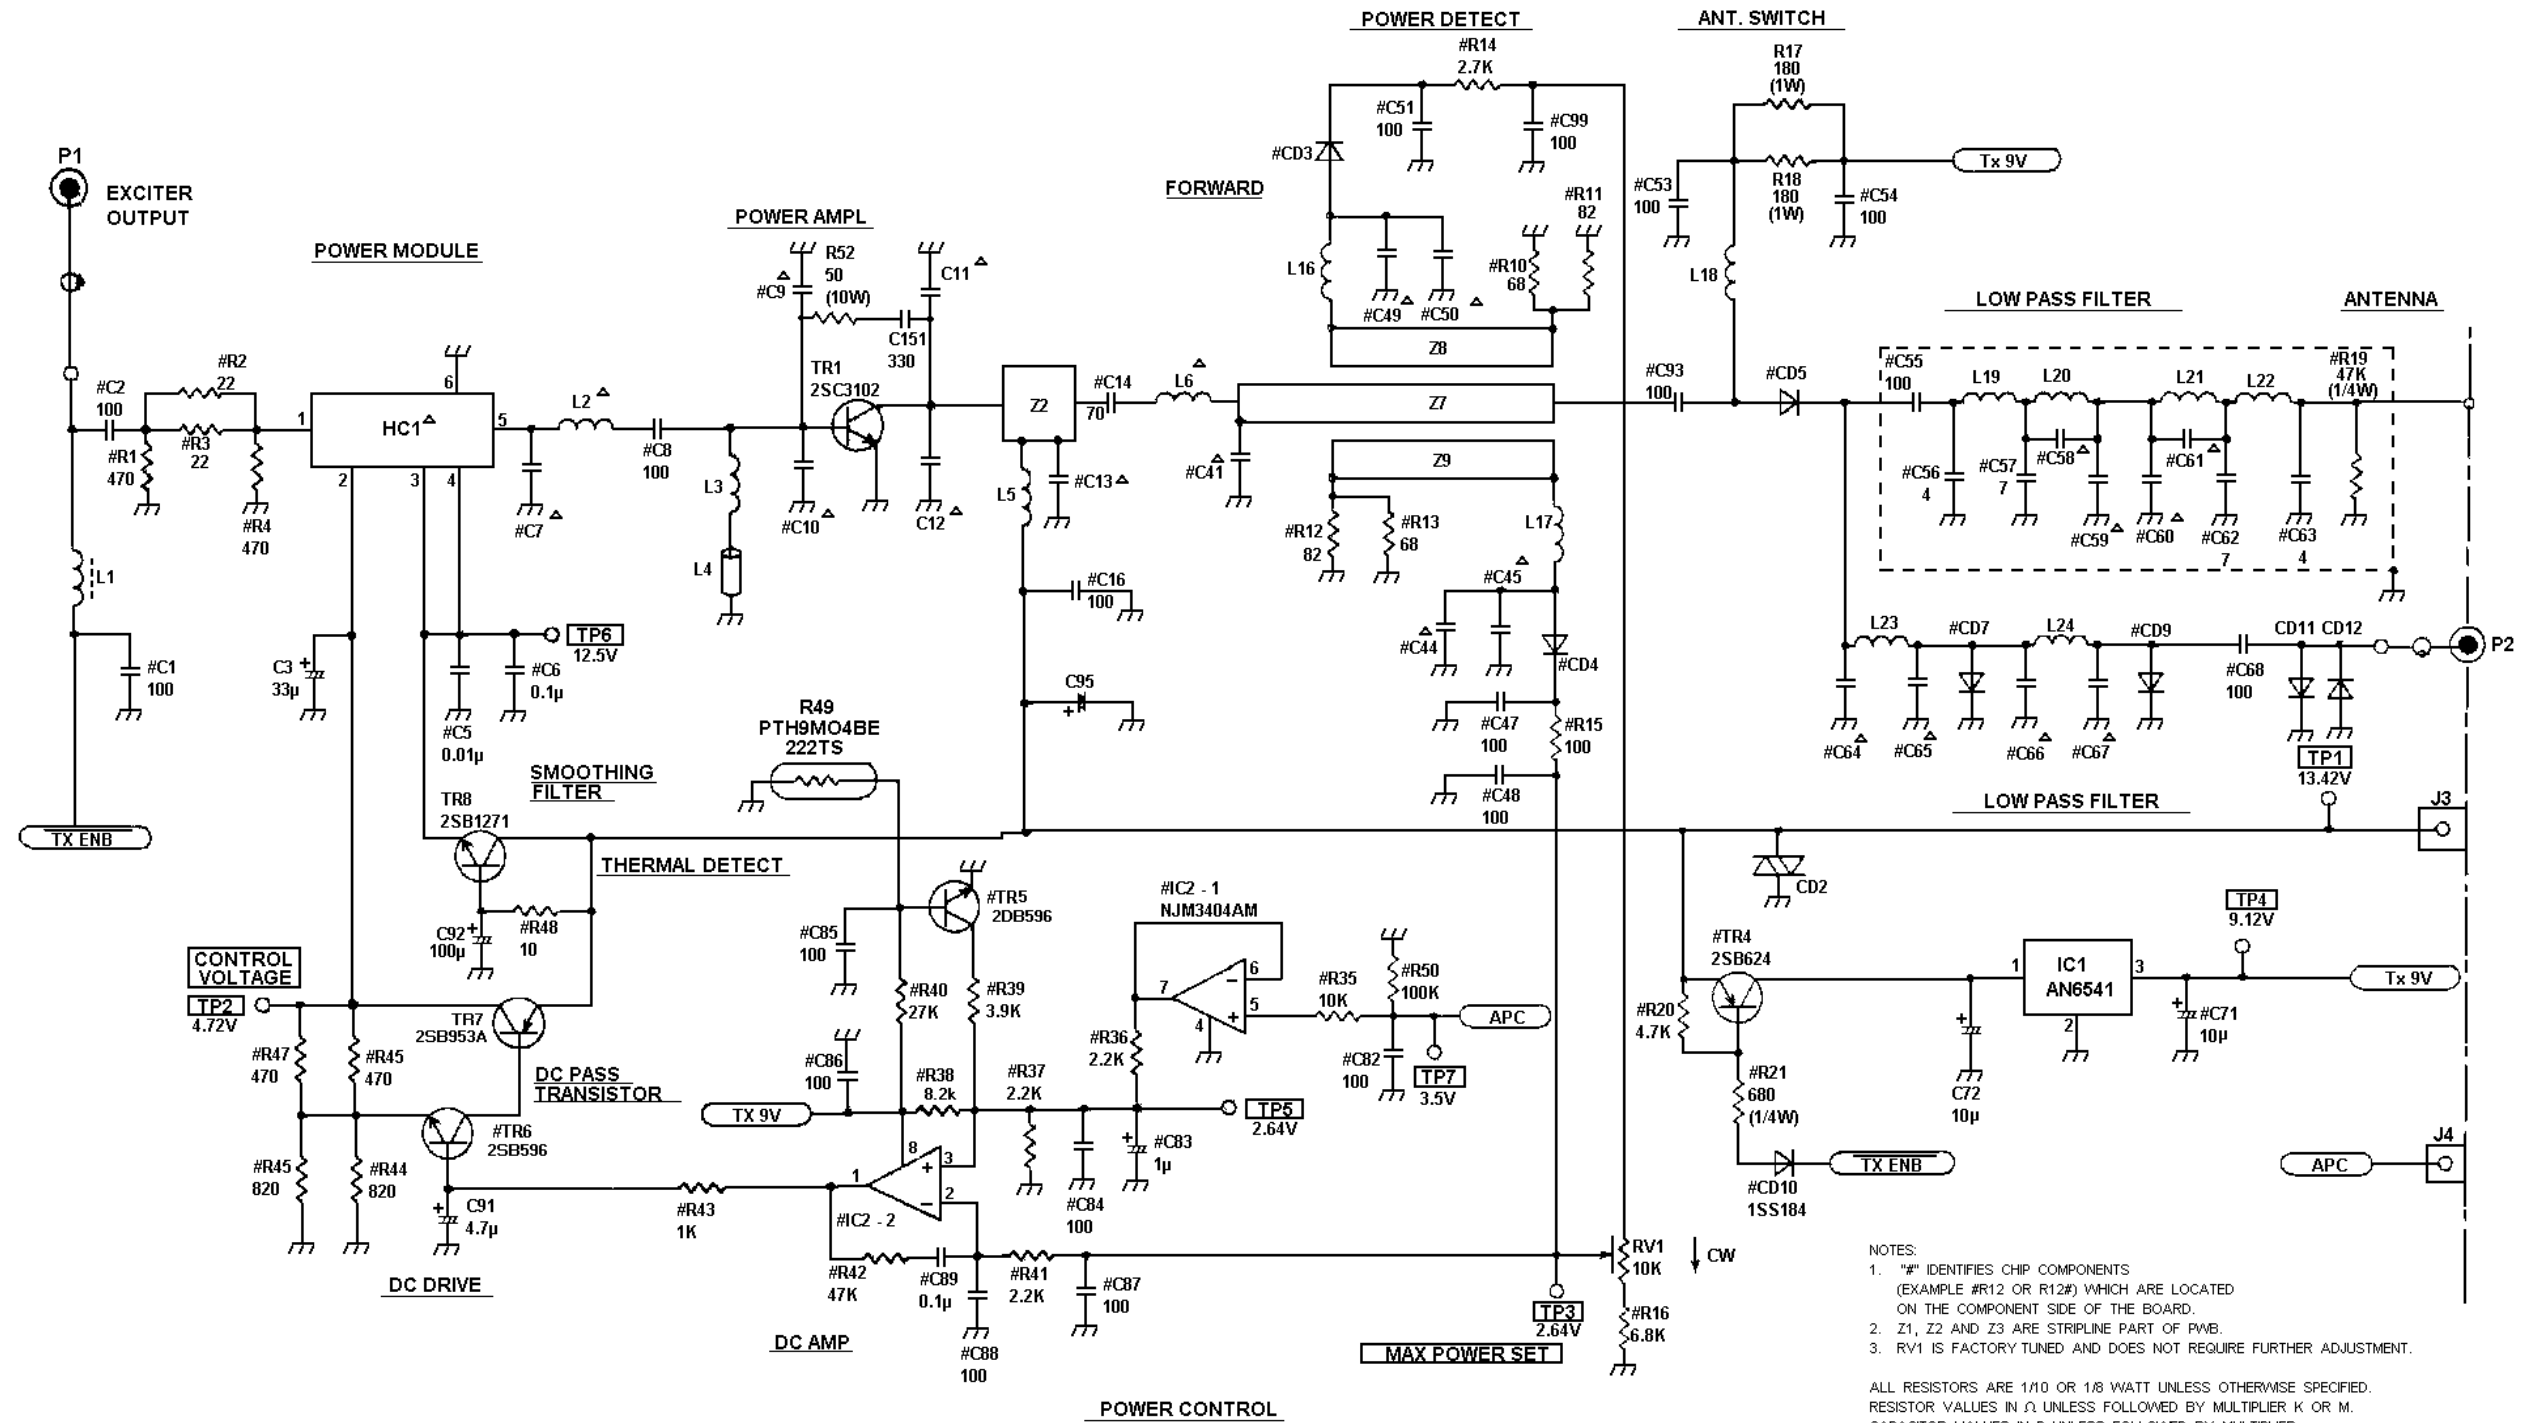 POWER DETECT
ANT. SWITCH
#R14
2.7K
R17
180
(1W)
#C51
100
#C99
100
#CD3
P1
EXCITER
OUTPUT
FORWARD
Tx 9V
R18
180
(1W)
#C53
100
#C54
100
#R11
82
POWER AMPL
POWER MODULE
R52
50
(10W)
#C9
C11
L16
#R10
68
L18
#C49
#C50
LOW PASS FILTER
ANTENNA
C151
330
Z8
#R2
22
#C2
100
6
L2
TR1
2SC3102
#C14
70
L6
#C93
100
#CD5
#C55
100
L19
L20
L21
L22
#R19
47K
(1/4W)
1
HC1
5
Z2
Z7
#R3
22
#R1
470
#C8
100
2
3
4
#R4
470
#C7
L3
#C10
C12
L5
#C13
#C41
Z9
#C56
4
#C57
7
#C58
#C61
#R12
82
#R13
68
L17
#C59
#C60
#C62
7
#C63
4
L1
L4
#C16
100
#C45
#C44
#CD4
TP6
12.5V
#C1
100
C3
+
33µ
#C6
0.1µ
#C5
0.01µ
C95
+
L23
#CD7
L24
#CD9
#C68
100
CD11
CD12
P2
R49
PTH9MO4BE
222TS
#C47
100
#R15
100
#C48
100
#C64
#C65
#C66
#C67
TP1
13.42V
SMOOTHING
FILTER
LOW PASS FILTER
J3
TR8
2SB1271
TX ENB
THERMAL DETECT
CD2
#R48
10
C92
+
100µ
#TR5
2DB596
#IC2 - 1
NJM3404AM
#C85
100
TP4
9.12V
#TR4
2SB624
CONTROL
VOLTAGE
TP2
4.72V
6
–
7
5
+
4
#R35
10K
#R50
100K
APC
1
IC1
AN6541
3
2
Tx 9V
#R40
27K
#R39
3.9K
#R20
4.7K
+
#C71
10µ
TR7
2SB953A
#R47
470
#R45
470
DC PASS
TRANSISTOR
#C86
100
#R38
8.2k
#R37
2.2K
#R36
2.2K
#C82
100
TP7
3.5V
#R21
680
(1/4W)
+
C72
10µ
TX 9V
TP5
2.64V
#TR6
2SB596
8
+
3
1
–
2
+
#C83
1µ
#R45
820
#R44
820
#C84
100
TX ENB
J4
APC
#CD10
1SS184
+
C91
4.7µ
#R43
1K
#IC2 - 2
#R42
47K
#C89
0.1µ
#R41
2.2K
#C87
100
RV1
10K
CW
DC DRIVE
DC AMP
#C88
100
TP3
2.64V
#R16
6.8K
MAX POWER SET
POWER CONTROL
NOTES:
1. "#" IDENTIFIES CHIP COMPONENTS
(EXAMPLE #R12 OR R12#) WHICH ARE LOCATED
ON THE COMPONENT SIDE OF THE BOARD.
2. Z1, Z2 AND Z3 ARE STRIPLINE PART OF PWB.
3. RV1 IS FACTORY TUNED AND DOES NOT REQUIRE FURTHER ADJUSTMENT.
ALL RESISTORS ARE 1/10 OR 1/8 WATT UNLESS OTHERWISE SPECIFIED.
RESISTOR VALUES IN Ω UNLESS FOLLOWED BY MULTIPLIER K OR M.